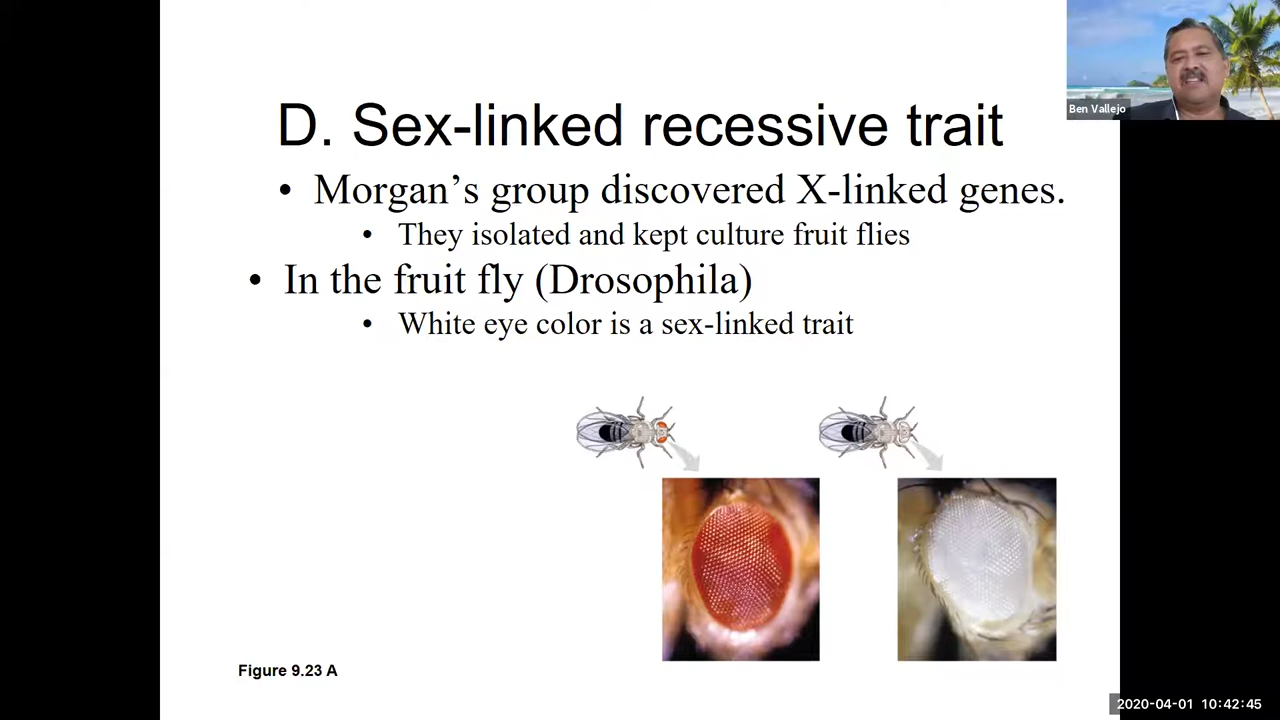 Ben Vallejo
D. Sex-linked recessive trait
• Morgan’s group discovered X-linked genes.
• They isolated and kept culture fruit flies
• In the fruit fly (Drosophila)
• White eye color is a sex-linked trait
Figure 9.23 A
2020-04-01 10:42:45